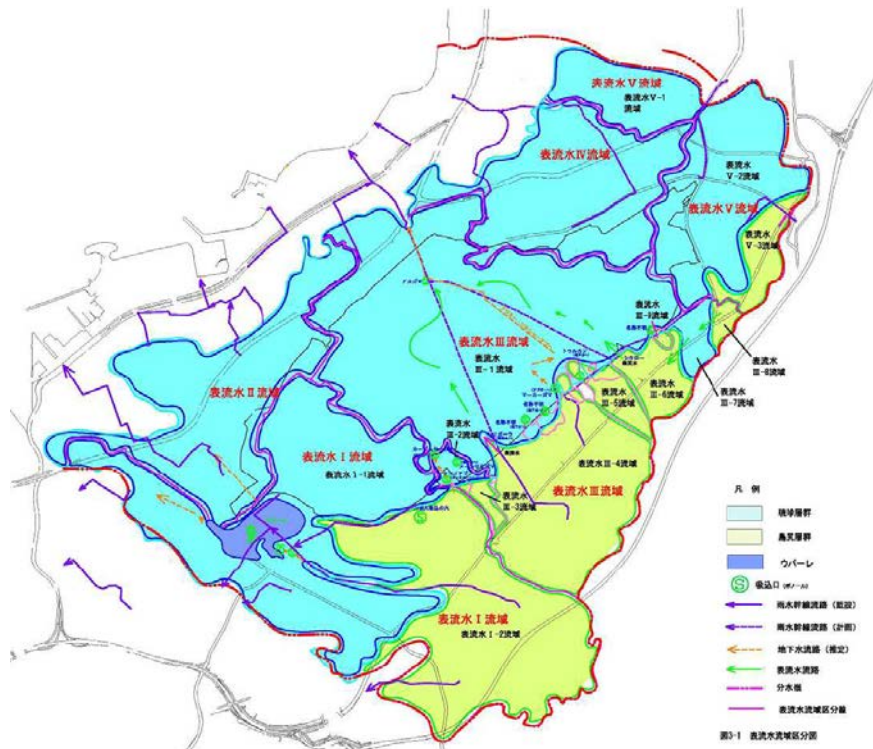 表流水Ⅴ流域
表流水Ⅴ-1
流域
表流水Ⅳ流域
表流水
Ⅴ-2流域
表流水Ⅴ流域
表流水
Ⅴ-3流域
表流水
Ⅲ-9流域
表流水Ⅲ流域
表流水
Ⅲ-1流域
表流水
Ⅲ-8流域
表流水
Ⅲ-7流域
表流水
Ⅲ-6流域
表流水
Ⅲ-5流域
表流水Ⅱ流域
表流水
Ⅲ-2流域
表流水Ⅲ-4流域
表流水Ⅰ流域
表流水Ⅰ-1流域
表流水Ⅲ流域
表流水
Ⅲ-3流域
表流水Ⅰ流域
表流水Ⅰ-2流域
凡 例
琉球層群
島尻層群
ウバーレ
吸込口(ポノール)
雨水幹線流路(既設)
雨水幹線流路(計画)
地下水流路(推定)
表流水流路
分水嶺
表流水流域区分線
図3-1 表流水流域区分図